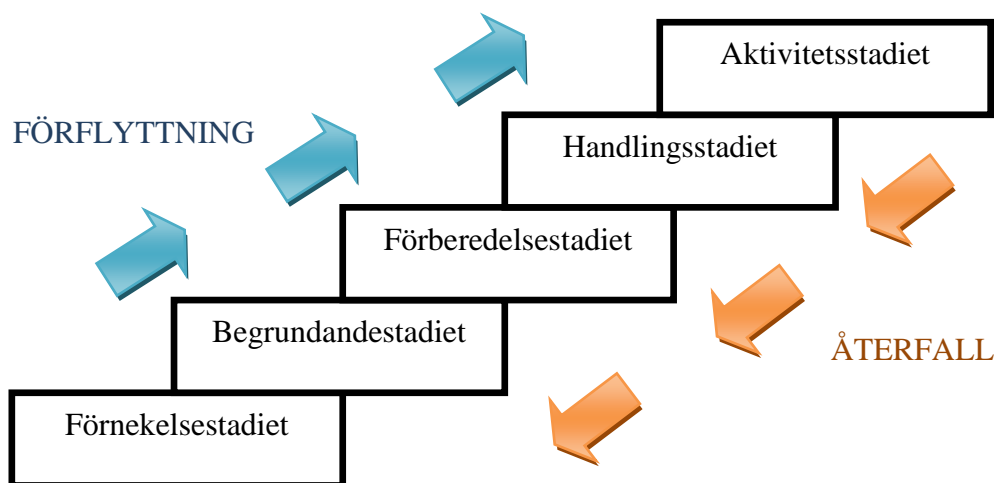 Aktivitetsstadiet
FÖRFLYTTNING
Handlingsstadiet
Förberedelsestadiet
Begrundandestadiet
ÅTERFALL
Förnekelsestadiet